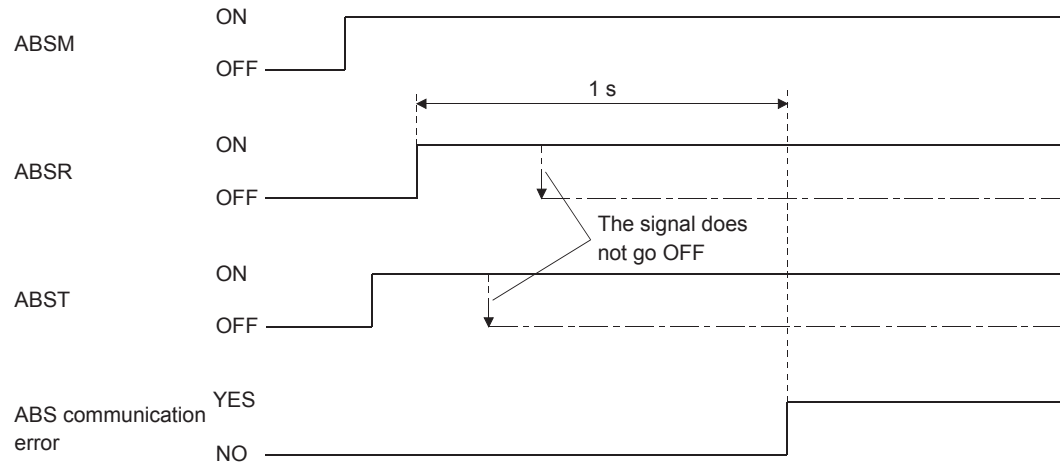 ABSM
ON
OFF
1 s
ABSR
ON
OFF
The signal does
not go OFF
ABST
ON
OFF
ABS communication
error
YES
NO